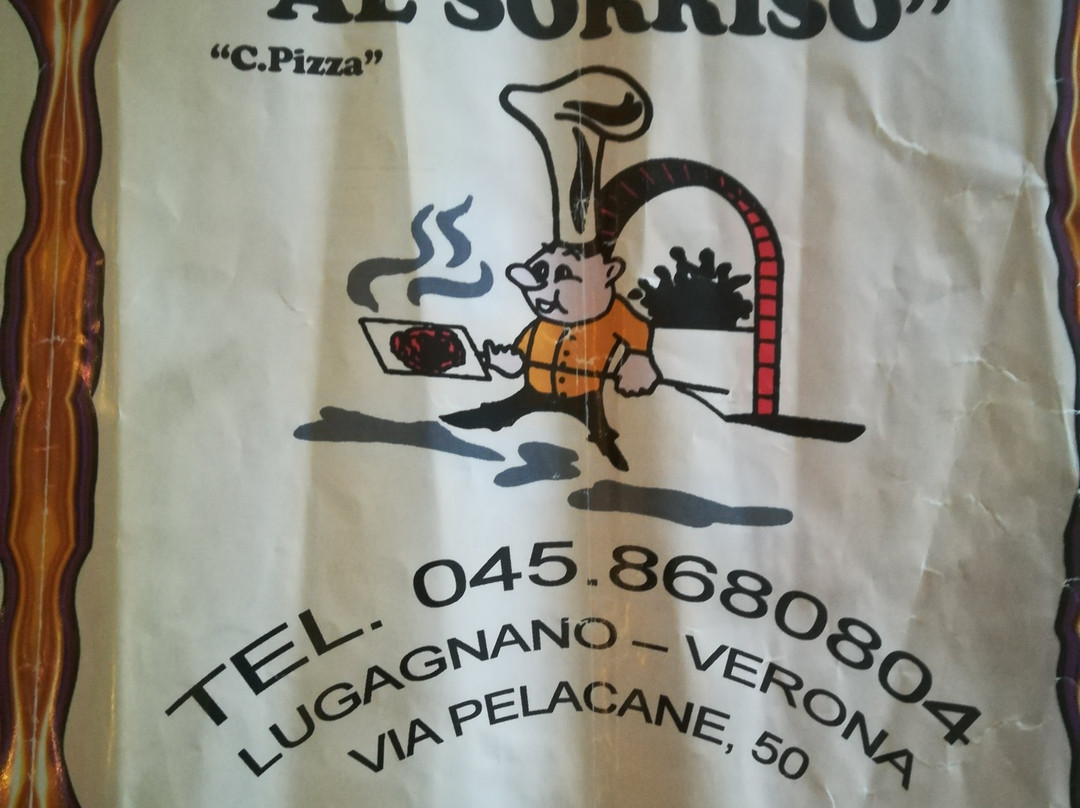 AL SORRISO”
“C.Pizza”
TEL. 045.8680804
LUGAGNANO – VERONA
VIA PELACANE, 50